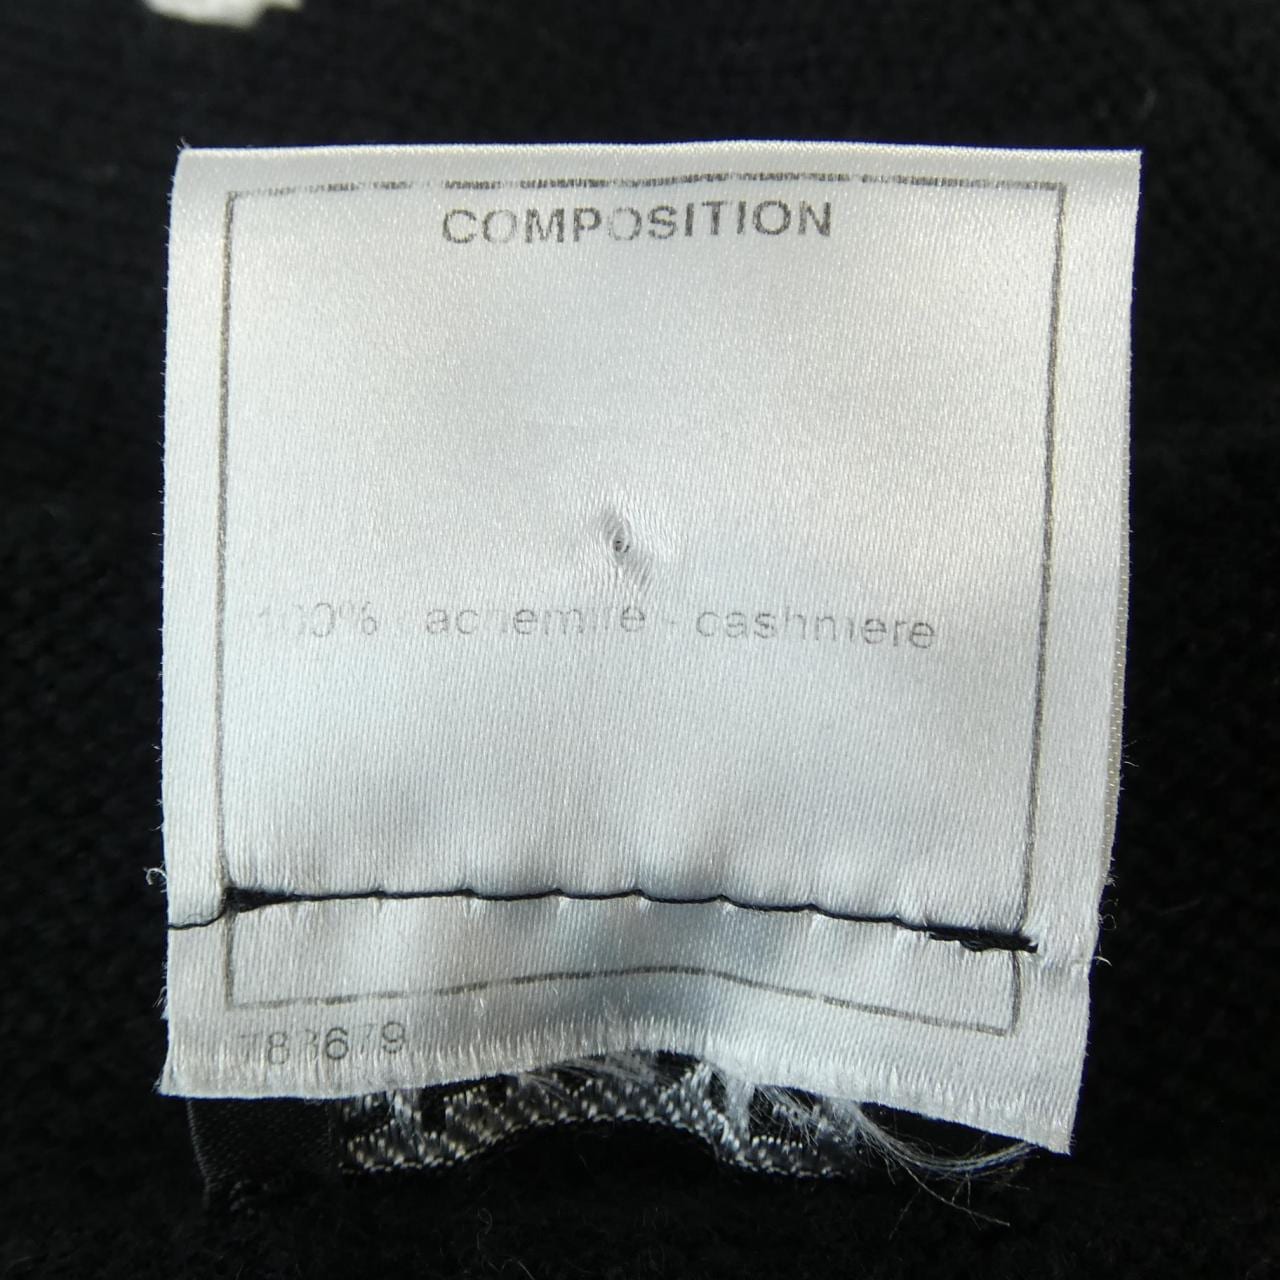 COMPOSITION
100% cachemire - cashmere
783679